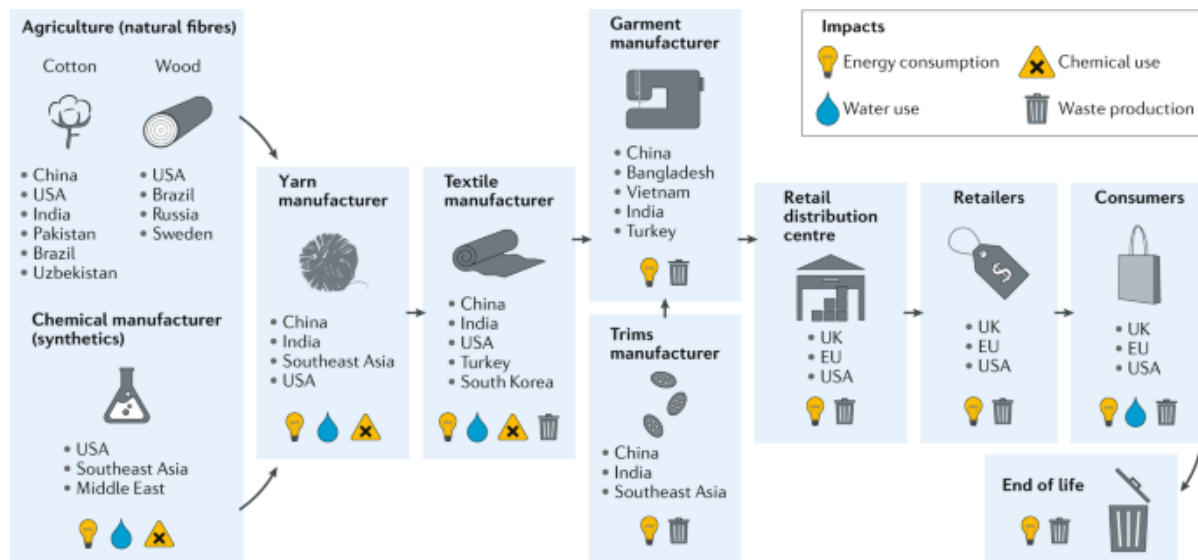 Agriculture (natural fibres)
Cotton
• China
• USA
• India
• Pakistan
• Brazil
• Uzbekistan
Wood
• USA
• Brazil
• Russia
• Sweden
Chemical manufacturer
(synthetics)
• USA
• Southeast Asia
• Middle East
Yarn
manufacturer
• China
• India
• Southeast Asia
• USA
Textile
manufacturer
• China
• India
• USA
• Turkey
• South Korea
Garment
manufacturer
• China
• Bangladesh
• Vietnam
• India
• Turkey
Trims
manufacturer
• China
• India
• Southeast Asia
Impacts
Energy consumption
Chemical use
Water use
Waste production
Retail
distribution
centre
• UK
• EU
• USA
Retailers
$
• UK
• EU
• USA
Consumers
• UK
• EU
• USA
End of life